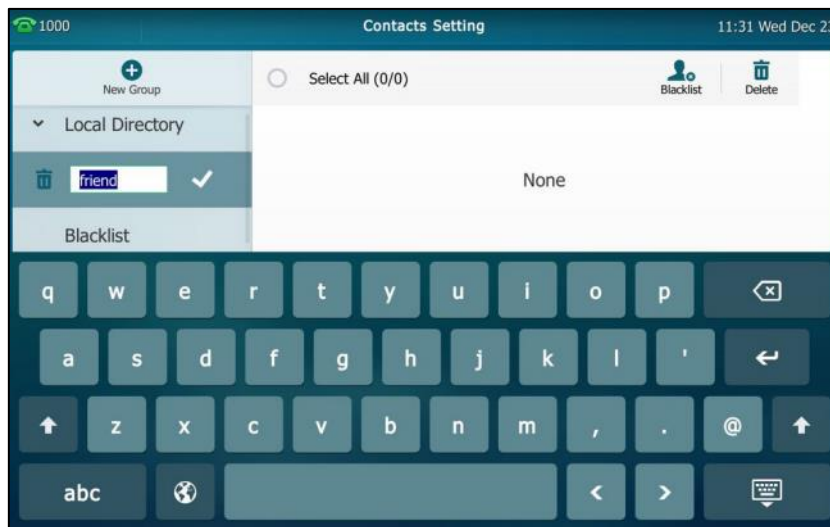 1000 Contacts Setting 11:31 Wed Dec
New Group
Select All (0/0)
Blacklist
Delete
Local Directory
friend
None
Blacklist
q w e r t y u i o p
a s d f g h j k l '
z x c v b n m , . @
abc < >